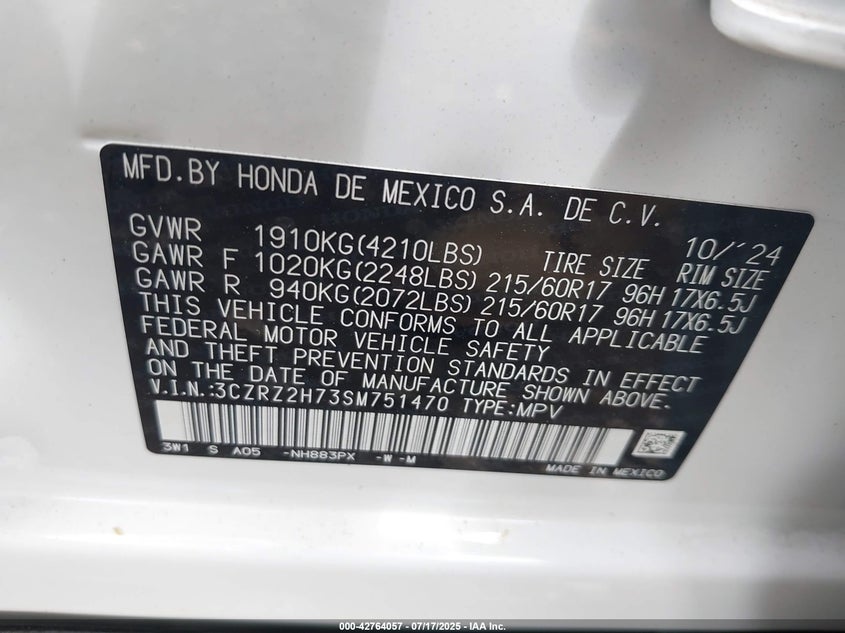 MFD.BY HONDA DE MEXICO S.A. DE C.V.
10/'24
GVWR 1910KG(4210LBS) TIRE SIZE RIM SIZE
GAWR F 1020KG(2248LBS) 215/60R17 96H 17X6.5J
GAWR R 940KG(2072LBS) 215/60R17 96H 17X6.5J
THIS VEHICLE CONFORMS TO ALL APPLICABLE
FEDERAL MOTOR VEHICLE SAFETY
AND THEFT PREVENTION STANDARDS IN EFFECT
ON THE DATE OF MANUFACTURE SHOWN ABOVE.
V.I.N.:3CZRZ2H73SM751470 TYPE:MPV
3W1 S A05 -NH883PX -W-M
MADE IN MEXICO
000-42764057 - 07/17/2025 - IAA Inc.